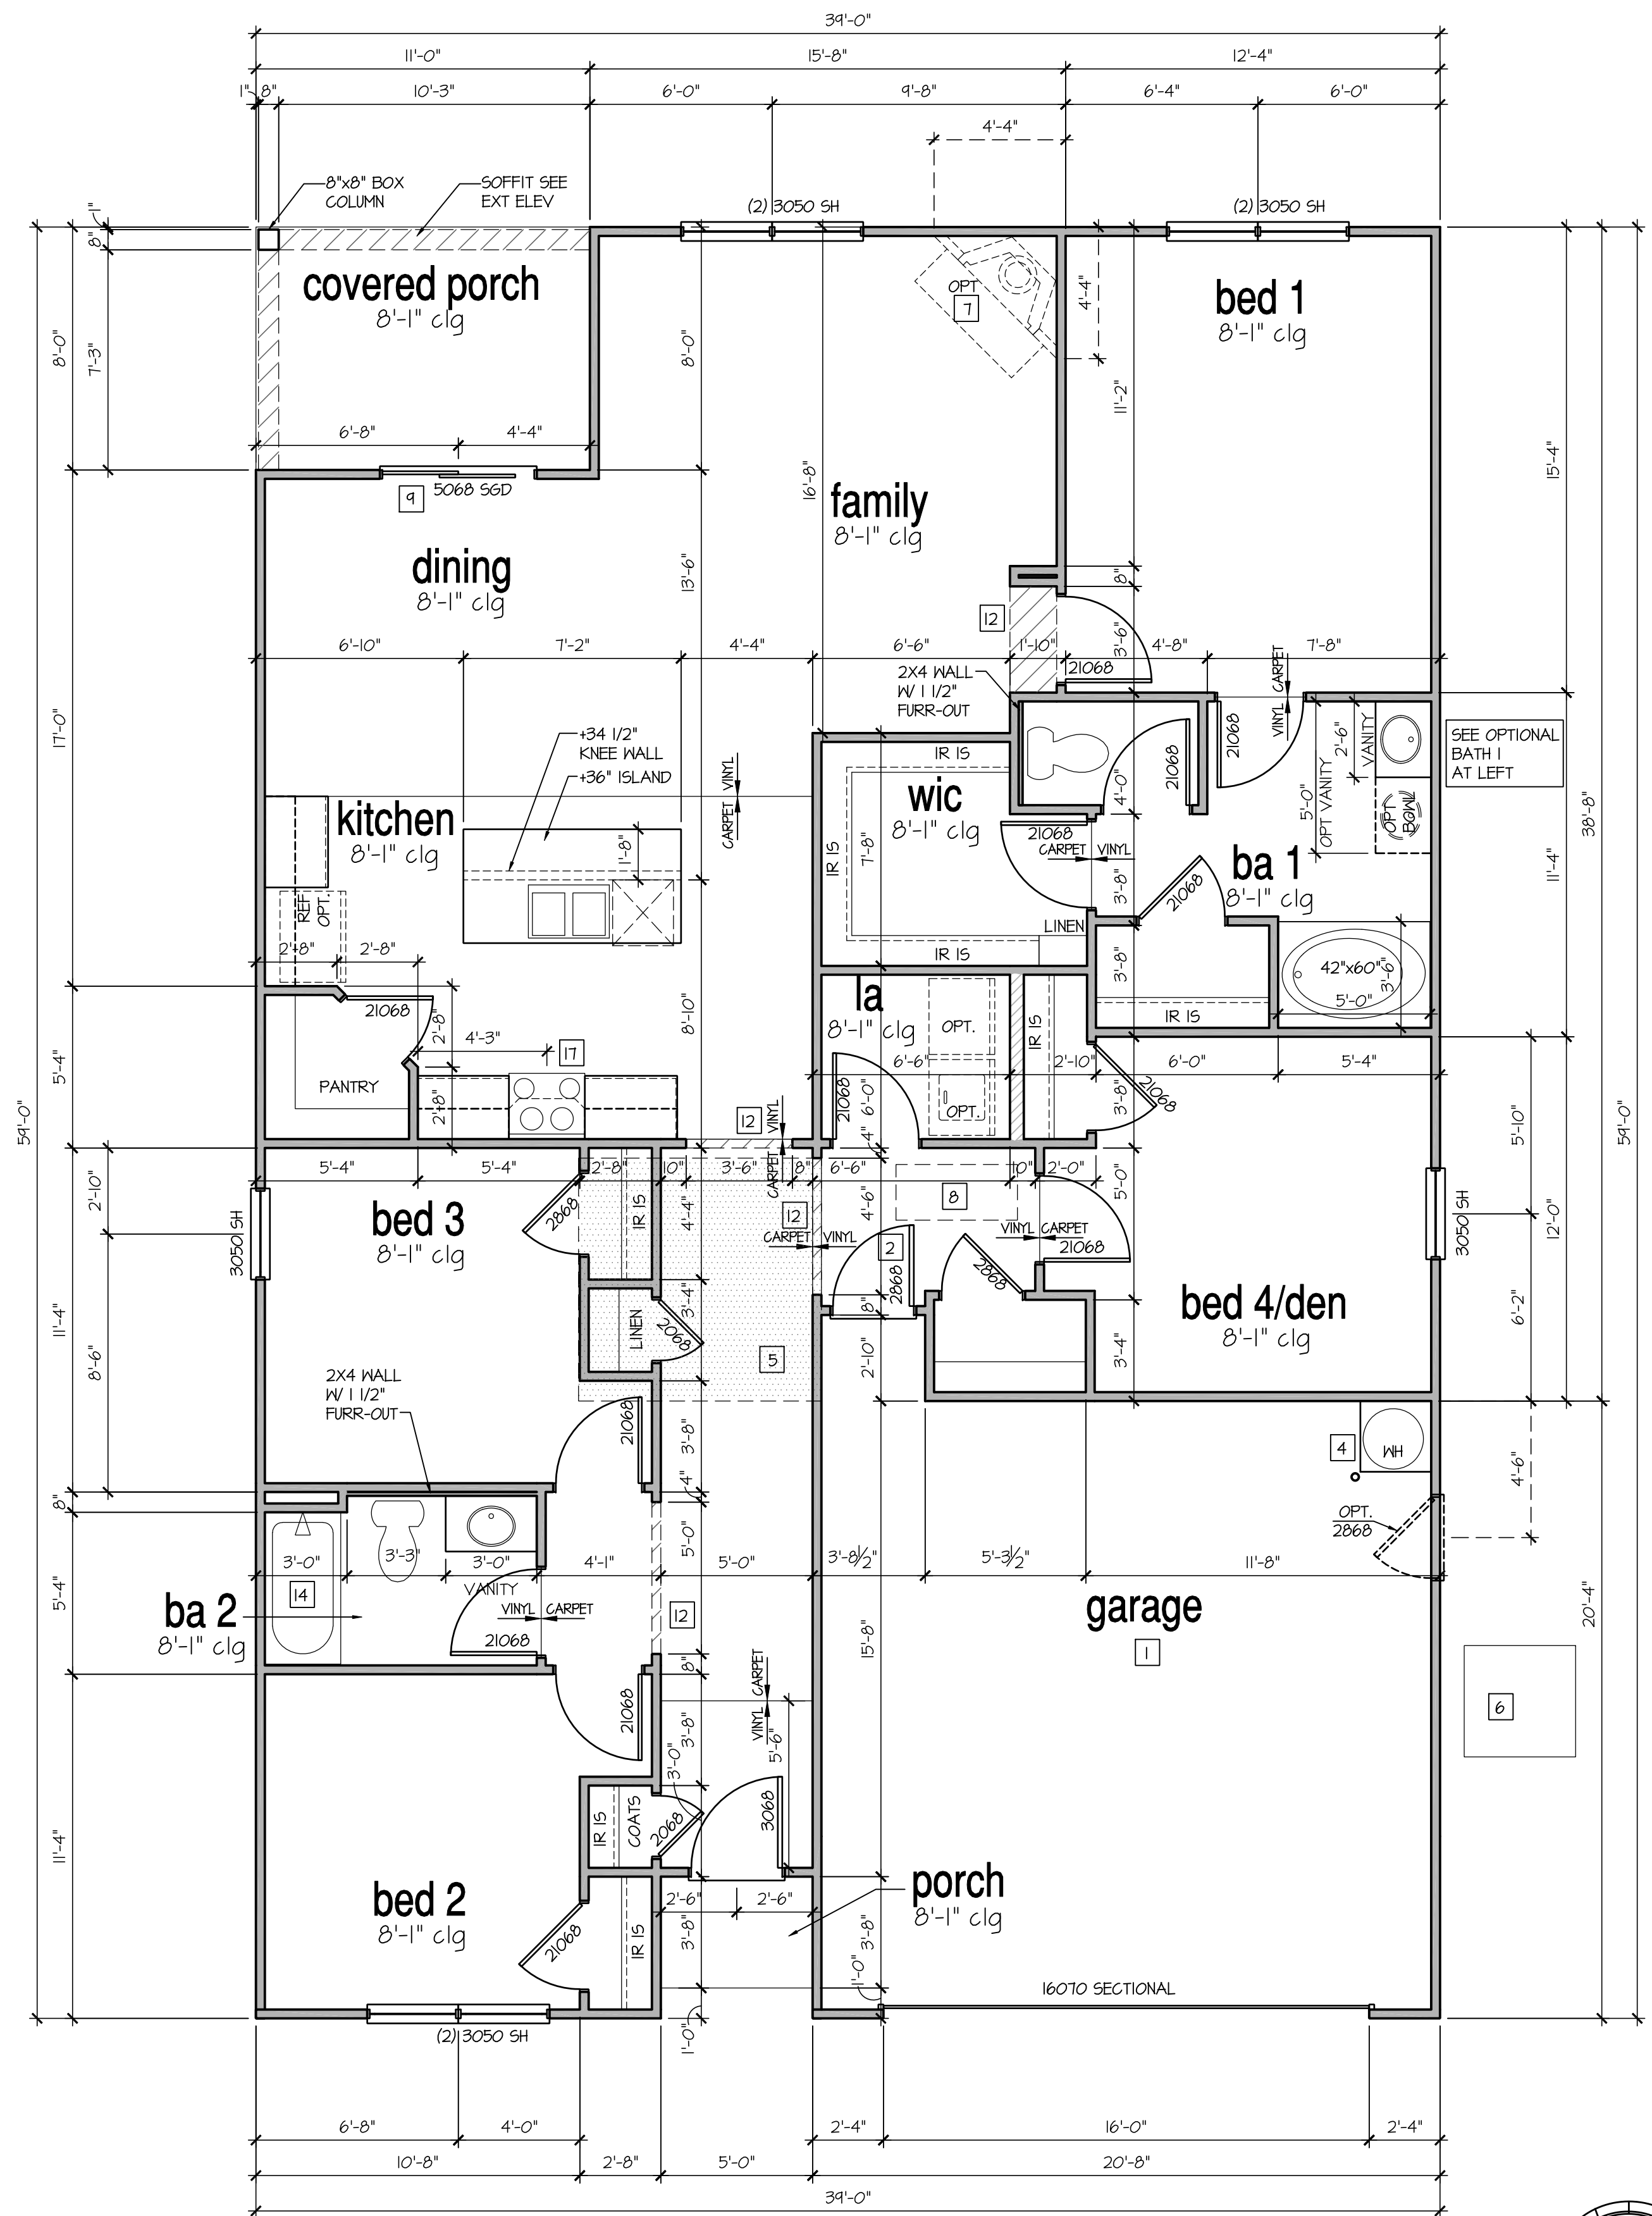 39'-0"
11'-0" 15'-8" 12'-4"
1" 8" 10'-3" 6'-0" 9'-8" 6'-4" 6'-0"
4'-4"
8"x8" BOX
COLUMN
SOFFIT SEE
EXT ELEV
(2) 3050 SH
(2) 3050 SH
1"
8"
covered porch
8'-1" clg
OPT
7
4'-4"
bed 1
8'-1" clg
8'-0"
7'-3"
8'-0"
11'-2"
6'-8" 4'-4"
9
5068 SGD
16'-8"
family
8'-1" clg
15'-4"
dining
8'-1" clg
13'-6"
8"
12
3'-6"
6'-10" 7'-2" 4'-4" 6'-6" 1'-10" 4'-8" 7'-8"
21068
2X4 WALL
W/ 1 1/2"
FURR-OUT
CARPET
VINYL
17'-0"
+34 1/2"
KNEE WALL
+36" ISLAND
VINYL
CARPET
IR IS
21068
21068
2'-6"
VANITY
SEE OPTIONAL
BATH 1
AT LEFT
kitchen
8'-1" clg
1'-8"
wic
8'-1" clg
4'-0"
5'-0"
OPT VANITY
OPT
BOWL
38'-8"
IR IS
7'-8"
21068
CARPET VINYL
3'-8"
ba 1
8'-1" clg
11'-4"
21068
REF
OPT.
2'-8" 2'-8"
LINEN
IR IS
3'-8"
42"x60"
3'-6"
5'-0"
IR IS
21068
2'-8"
8'-10"
la
8'-1" clg
OPT.
IR IS
4'-3"
17
5'-4"
PANTRY
2'-8"
6'-6" 2'-10" 6'-0" 5'-4"
21068
6'-0"
OPT.
3'-8"
21068
59'-0"
12
VINYL
CARPET
4"
5'-10"
59'-0"
5'-4" 5'-4" 2'-8" 10" 3'-6" 8" 6'-6" 10" 2'-0"
2'-10"
3050 SH
bed 3
8'-1" clg
2868
IR IS
4'-4"
12
CARPET VINYL
4'-6"
8
5'-0"
VINYL CARPET
21068
3050 SH
12'-0"
2
2868
2868
11'-4"
8'-6"
LINEN
3'-4"
2068
5
8"
2'-10"
bed 4/den
8'-1" clg
6'-2"
3'-4"
2X4 WALL
W/ 1 1/2"
FURR-OUT
21068
3'-8"
4"
4
WH
4'-6"
8"
OPT.
2868
3'-0" 3'-3" 3'-0" 4'-1" 5'-0" 3'-8½" 5'-3½" 11'-8"
5'-0"
14
VANITY
VINYL CARPET
5'-4"
ba 2
8'-1" clg
21068
12
garage
1
20'-4"
15'-8"
8"
CARPET
VINYL
6
21068
3'-8"
5'-6"
3'-0"
IR IS
COATS
2068
3068
11'-4"
bed 2
8'-1" clg
2'-6" 2'-6"
porch
8'-1" clg
21068
IR IS
3'-8"
3'-8"
1'-0"
16070 SECTIONAL
(2) 3050 SH
1'-0"
6'-8" 4'-0" 2'-4" 16'-0" 2'-4"
10'-8" 2'-8" 5'-0" 20'-8"
39'-0"